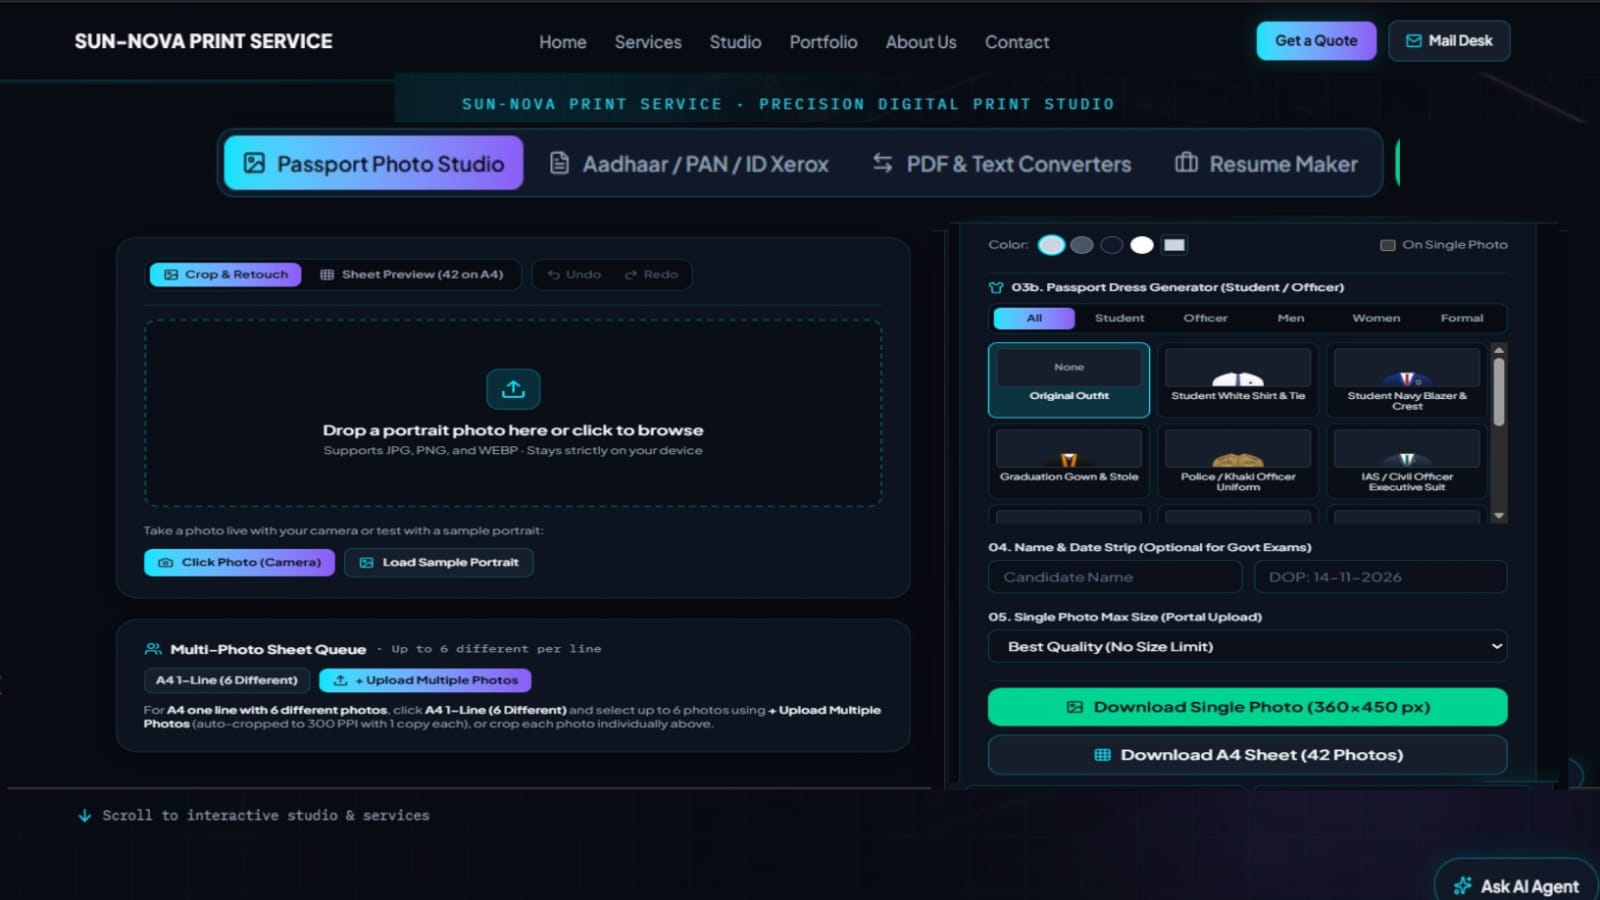 SUN-NOVA PRINT SERVICE
Home Services Studio Portfolio About Us Contact
Get a Quote
Mail Desk
SUN-NOVA PRINT SERVICE · PRECISION DIGITAL PRINT STUDIO
Passport Photo Studio
Aadhaar / PAN / ID Xerox
PDF & Text Converters
Resume Maker
Crop & Retouch
Sheet Preview (42 on A4)
Undo
Redo
Drop a portrait photo here or click to browse
Supports JPG, PNG, and WEBP · Stays strictly on your device
Take a photo live with your camera or test with a sample portrait:
Click Photo (Camera)
Load Sample Portrait
Multi-Photo Sheet Queue · Up to 6 different per line
A4 1-Line (6 Different)
+ Upload Multiple Photos
For A4 one line with 6 different photos, click A4 1-Line (6 Different) and select up to 6 photos using + Upload Multiple
Photos (auto-cropped to 300 PPI with 1 copy each), or crop each photo individually above.
Color:
On Single Photo
03b. Passport Dress Generator (Student / Officer)
All Student Officer Men Women Formal
None
Original Outfit
Student White Shirt & Tie
Student Navy Blazer &
Crest
Graduation Gown & Stole
Police / Khaki Officer
Uniform
IAS / Civil Officer
Executive Suit
04. Name & Date Strip (Optional for Govt Exams)
Candidate Name
DOP: 14-11-2026
05. Single Photo Max Size (Portal Upload)
Best Quality (No Size Limit)
Download Single Photo (360×450 px)
Download A4 Sheet (42 Photos)
Scroll to interactive studio & services
Ask AI Agent